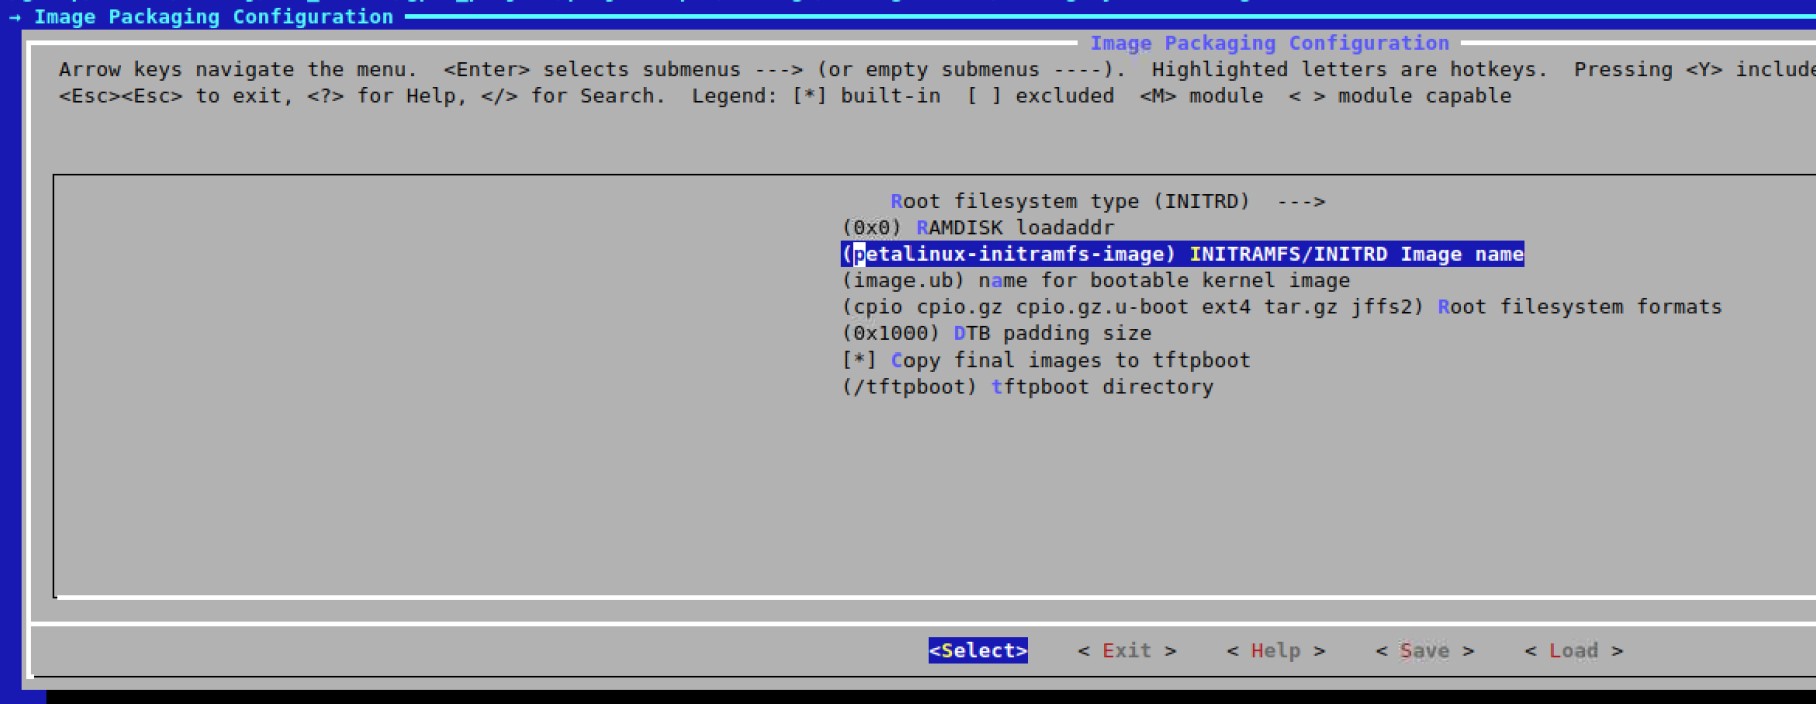 → Image Packaging Configuration
Image Packaging Configuration
Arrow keys navigate the menu. <Enter> selects submenus ---> (or empty submenus ----). Highlighted letters are hotkeys. Pressing <Y> include
<Esc><Esc> to exit, <?> for Help, </> for Search. Legend: [*] built-in [ ] excluded <M> module < > module capable
Root filesystem type (INITRD) --->
(0x0) RAMDISK loadaddr
(petalinux-initramfs-image) INITRAMFS/INITRD Image name
(image.ub) name for bootable kernel image
(cpio cpio.gz cpio.gz.u-boot ext4 tar.gz jffs2) Root filesystem formats
(0x1000) DTB padding size
[*] Copy final images to tftpboot
(/tftpboot) tftpboot directory
<Select> < Exit > < Help > < Save > < Load >